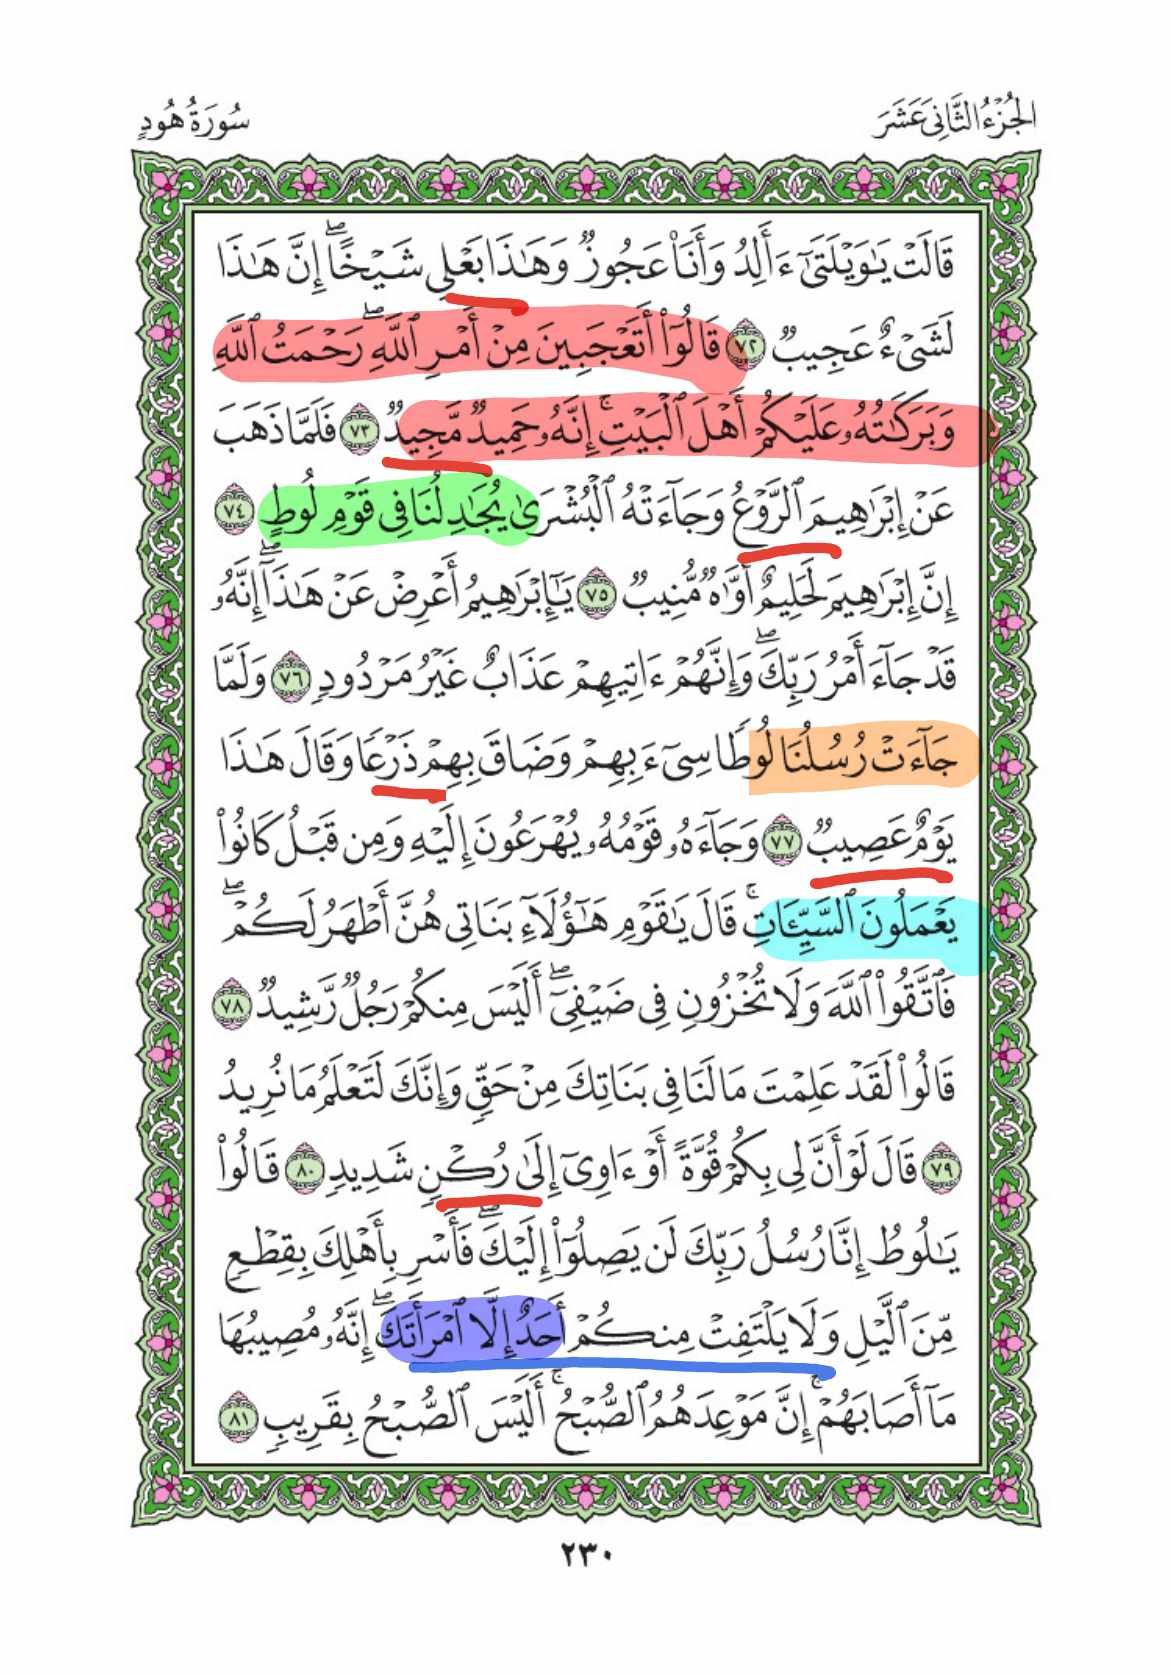 الجُزْءُ الثَّانِي عَشَرَ
سُورَةُ هُودٍ
قَالَتْ يَٰوَيْلَتَىٰٓ ءَأَلِدُ وَأَنَا۠ عَجُوزٌ وَهَٰذَا بَعْلِي شَيْخًاۖ إِنَّ هَٰذَا
لَشَىْءٌ عَجِيبٌ ٧٢ قَالُوٓا۟ أَتَعْجَبِينَ مِنْ أَمْرِ ٱللَّهِۖ رَحْمَتُ ٱللَّهِ
وَبَرَكَٰتُهُۥ عَلَيْكُمْ أَهْلَ ٱلْبَيْتِۚ إِنَّهُۥ حَمِيدٌ مَّجِيدٌ ٧٣ فَلَمَّا ذَهَبَ
عَنْ إِبْرَٰهِيمَ ٱلرَّوْعُ وَجَآءَتْهُ ٱلْبُشْرَىٰ يُجَٰدِلُنَا فِى قَوْمِ لُوطٍ ٧٤
إِنَّ إِبْرَٰهِيمَ لَحَلِيمٌ أَوَّٰهٌ مُّنِيبٌ ٧٥ يَٰٓإِبْرَٰهِيمُ أَعْرِضْ عَنْ هَٰذَآۖ إِنَّهُۥ
قَدْ جَآءَ أَمْرُ رَبِّكَۖ وَإِنَّهُمْ ءَاتِيهِمْ عَذَابٌ غَيْرُ مَرْدُودٍ ٧٦ وَلَمَّا
جَآءَتْ رُسُلُنَا لُوطًا سِىٓءَ بِهِمْ وَضَاقَ بِهِمْ ذَرْعًا وَقَالَ هَٰذَا
يَوْمٌ عَصِيبٌ ٧٧ وَجَآءَهُۥ قَوْمُهُۥ يُهْرَعُونَ إِلَيْهِ وَمِن قَبْلُ كَانُوا۟
يَعْمَلُونَ ٱلسَّيِّـَٔاتِۚ قَالَ يَٰقَوْمِ هَٰٓؤُلَآءِ بَنَاتِى هُنَّ أَطْهَرُ لَكُمْۖ
فَٱتَّقُوا۟ ٱللَّهَ وَلَا تُخْزُونِ فِى ضَيْفِىٓۖ أَلَيْسَ مِنكُمْ رَجُلٌ رَّشِيدٌ ٧٨
قَالُوا۟ لَقَدْ عَلِمْتَ مَا لَنَا فِى بَنَاتِكَ مِنْ حَقٍّ وَإِنَّكَ لَتَعْلَمُ مَا نُرِيدُ
٧٩ قَالَ لَوْ أَنَّ لِى بِكُمْ قُوَّةً أَوْ ءَاوِىٓ إِلَىٰ رُكْنٍ شَدِيدٍ ٨٠ قَالُوا۟
يَٰلُوطُ إِنَّا رُسُلُ رَبِّكَ لَن يَصِلُوٓا۟ إِلَيْكَۖ فَأَسْرِ بِأَهْلِكَ بِقِطْعٍ
مِّنَ ٱلَّيْلِ وَلَا يَلْتَفِتْ مِنكُمْ أَحَدٌ إِلَّا ٱمْرَأَتَكَۖ إِنَّهُۥ مُصِيبُهَا
مَآ أَصَابَهُمْۚ إِنَّ مَوْعِدَهُمُ ٱلصُّبْحُۚ أَلَيْسَ ٱلصُّبْحُ بِقَرِيبٍ ٨١
٢٣٠